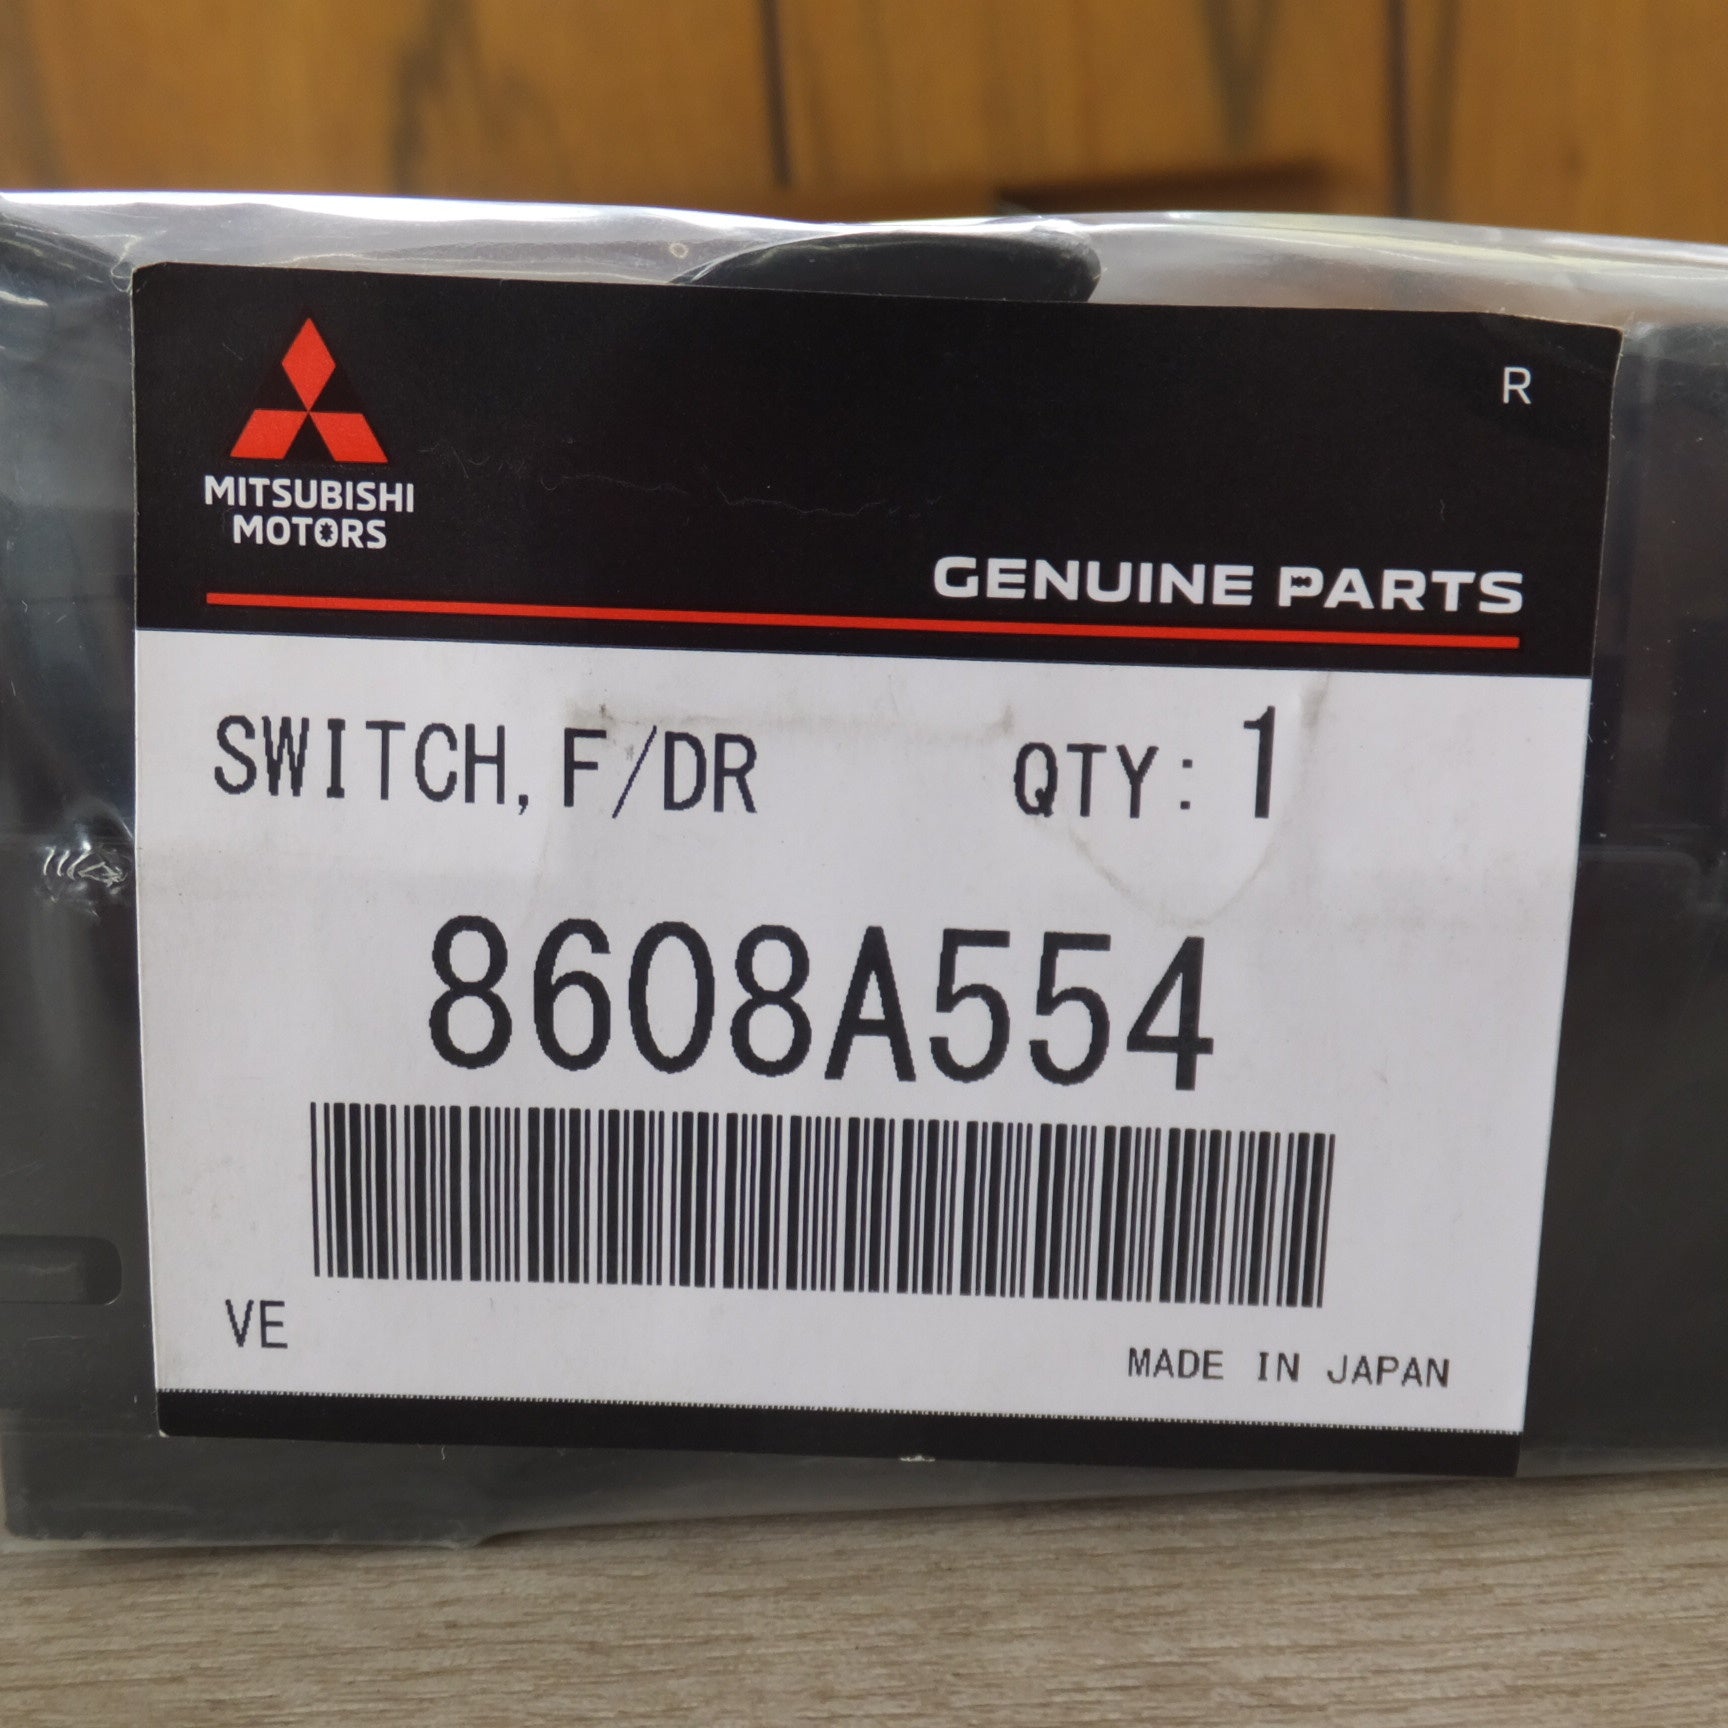 R
MITSUBISHI
MOTORS
GENUINE PARTS
SWITCH, F/DR QTY: 1
8608A554
VE
MADE IN JAPAN